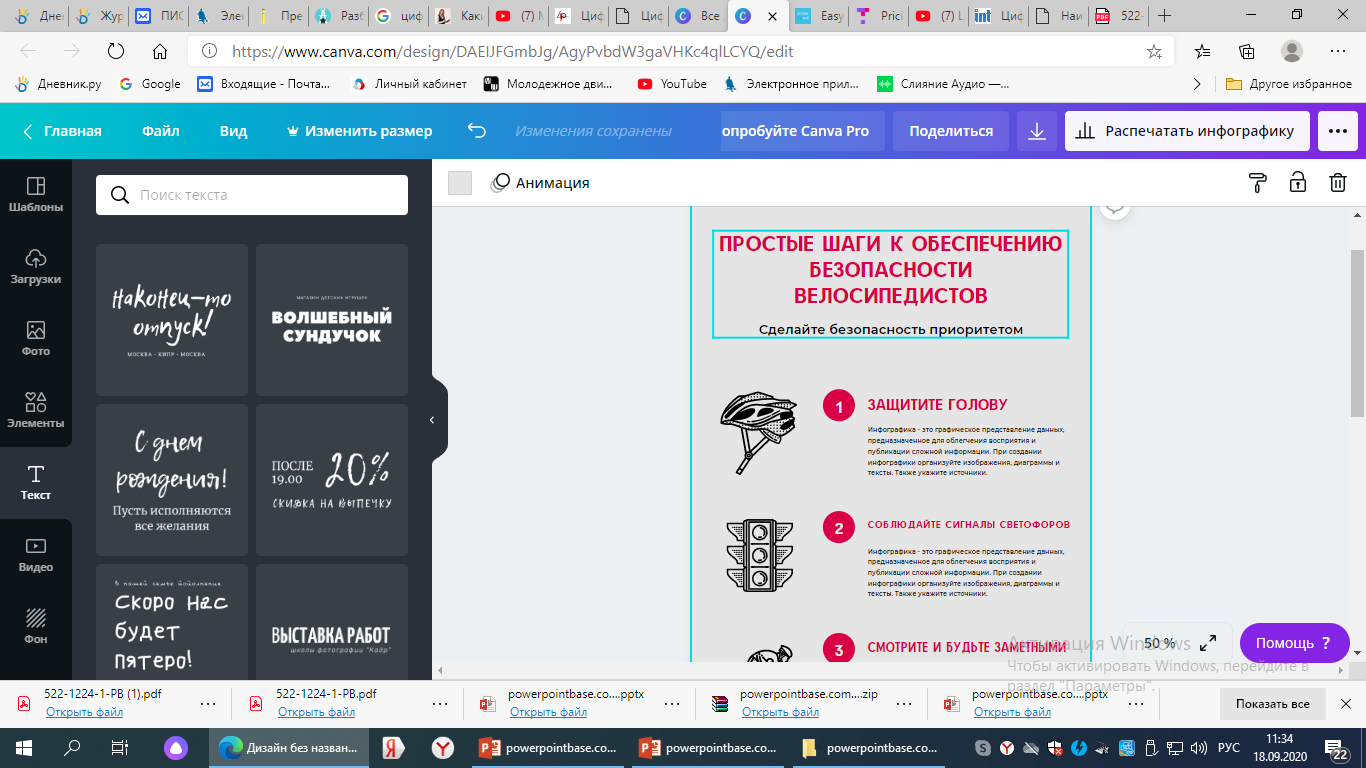 Дне
Жур
ПИС
Эле
Пре
Разб
циф
Каки
(7) М
Циф
Циф
Все
Easy
Prici
(7) L
Циф
Наи
522-
https://www.canva.com/design/DAEIJFGmbJg/AgyPvbdW3gaVHKc4qlLCYQ/edit
Дневник.ру
Google
Входящие - Почта...
Личный кабинет
Молодежное дви...
YouTube
Электронное прил...
Слияние Аудио —...
Другое избранное
Главная
Файл
Вид
Изменить размер
Изменения сохранены
опробуйте Canva Pro
Поделиться
Распечатать инфографику
Шаблоны
Загрузки
Фото
Элементы
Текст
Видео
Фон
Поиск текста
Анимация
Наконец-то
отпуск!
МОСКВА - КИПР - МОСКВА
МАГАЗИН ДЕТСКИХ ИГРУШЕК
ВОЛШЕБНЫЙ
СУНДУЧОК
С днем
рождения!
Пусть исполняются
все желания
ПОСЛЕ
19.00
20%
СКИДКА НА ВЫПЕЧКУ
В нашей семье пополнение
Скоро нас
будет
пятеро!
ВЫСТАВКА РАБОТ
школы фотографии "Кадр"
ПРОСТЫЕ ШАГИ К ОБЕСПЕЧЕНИЮ
БЕЗОПАСНОСТИ
ВЕЛОСИПЕДИСТОВ
Сделайте безопасность приоритетом
1
ЗАЩИТИТЕ ГОЛОВУ
Инфографика - это графическое представление данных,
предназначенное для облегчения восприятия и
публикации сложной информации. При создании
инфографики организуйте изображения, диаграммы и
тексты. Также укажите источники.
2
СОБЛЮДАЙТЕ СИГНАЛЫ СВЕТОФОРОВ
Инфографика - это графическое представление данных,
предназначенное для облегчения восприятия и
публикации сложной информации. При создании
инфографики организуйте изображения, диаграммы и
тексты. Также укажите источники.
3
СМОТРИТЕ И БУДЬТЕ ЗАМЕТНЫМИ
50 %
Помощь ?
Активация Windows
Чтобы активировать Windows, перейдите в
раздел "Параметры".
522-1224-1-PB (1).pdf
Открыть файл
522-1224-1-PB.pdf
Открыть файл
powerpointbase.co....pptx
Открыть файл
powerpointbase.com....zip
Открыть файл
powerpointbase.co....pptx
Открыть файл
Показать все
Дизайн без назван...
powerpointbase.co...
powerpointbase.co...
powerpointbase.co...
РУС
11:34
18.09.2020
22